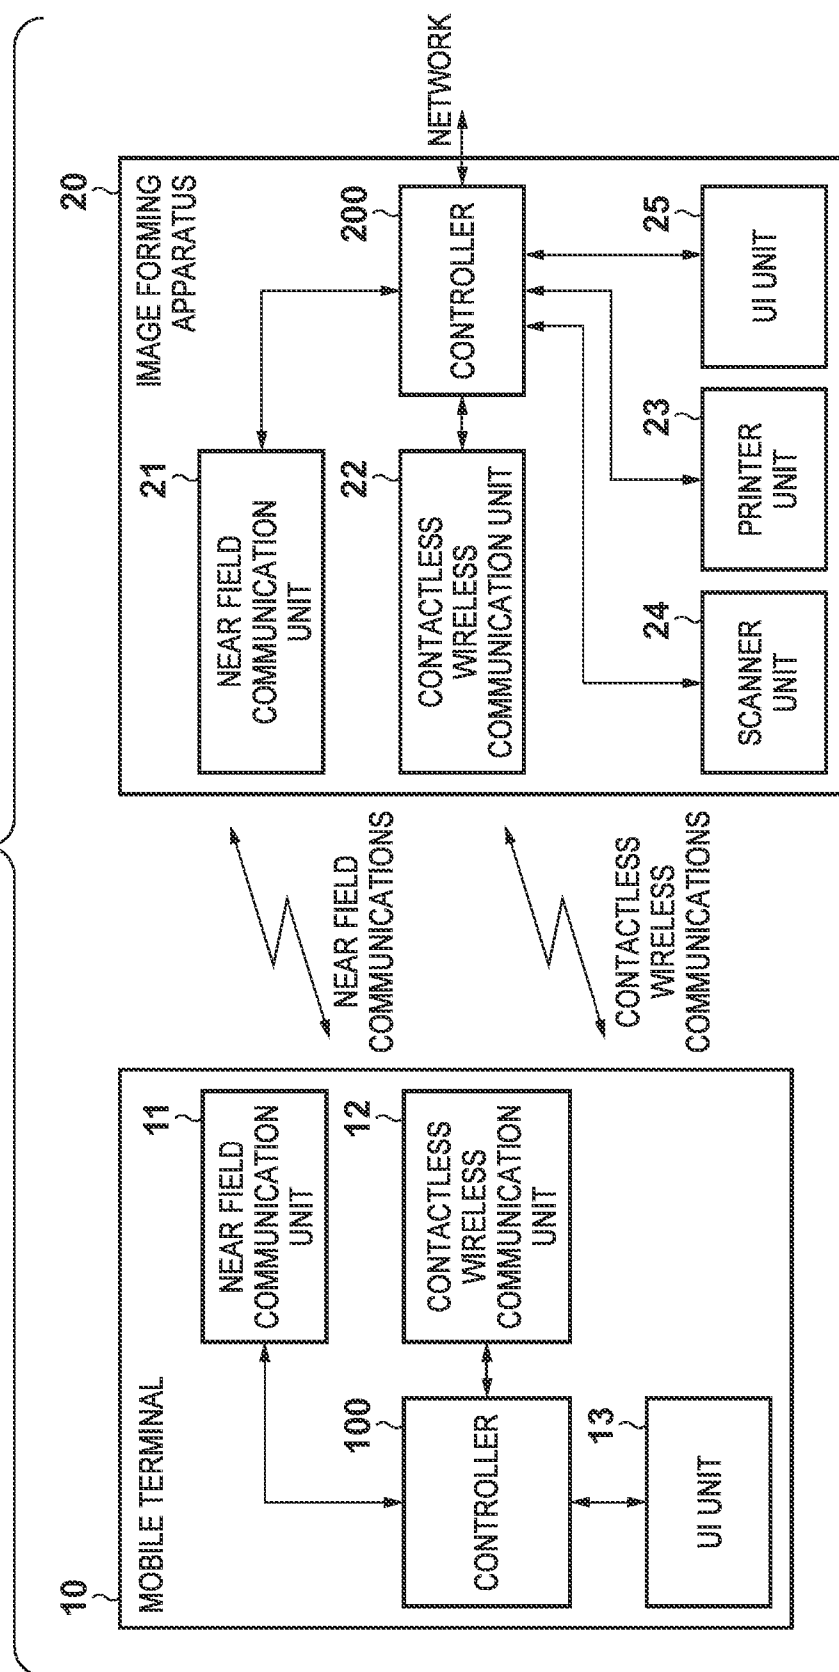 10
MOBILE TERMINAL
11
NEAR FIELD
COMMUNICATION
UNIT
100
CONTROLLER
12
CONTACTLESS
WIRELESS
COMMUNICATION
UNIT
13
UI UNIT
NEAR FIELD
COMMUNICATIONS
CONTACTLESS
WIRELESS
COMMUNICATIONS
20
IMAGE FORMING
APPARATUS
21
NEAR FIELD
COMMUNICATION
UNIT
22
CONTACTLESS
WIRELESS
COMMUNICATION UNIT
200
CONTROLLER
NETWORK
24
SCANNER
UNIT
23
PRINTER
UNIT
25
UI UNIT